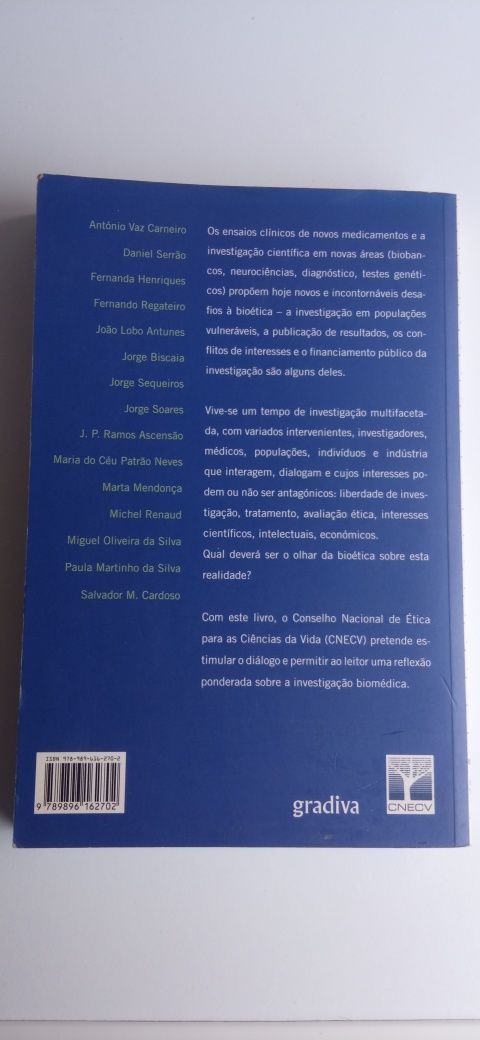 António Vaz Carneiro
Daniel Serrão
Fernanda Henriques
Fernando Regateiro
João Lobo Antunes
Jorge Biscaia
Jorge Sequeiros
Jorge Soares
J. P. Ramos Ascensão
Maria do Céu Patrão Neves
Marta Mendonça
Michel Renaud
Miguel Oliveira da Silva
Paula Martinho da Silva
Salvador M. Cardoso
Os ensaios clínicos de novos medicamentos e a
investigação científica em novas áreas (bioban-
cos, neurociências, diagnóstico, testes genéti-
cos) propõem hoje novos e incontornáveis desa-
fios à bioética – a investigação em populações
vulneráveis, a publicação de resultados, os con-
flitos de interesses e o financiamento público da
investigação são alguns deles.
Vive-se um tempo de investigação multifaceta-
da, com variados intervenientes, investigadores,
médicos, populações, indivíduos e indústria
que interagem, dialogam e cujos interesses po-
dem ou não ser antagónicos: liberdade de inves-
tigação, tratamento, avaliação ética, interesses
científicos, intelectuais, económicos.
Qual deverá ser o olhar da bioética sobre esta
realidade?
Com este livro, o Conselho Nacional de Ética
para as Ciências da Vida (CNECV) pretende es-
timular o diálogo e permitir ao leitor uma reflexão
ponderada sobre a investigação biomédica.
ISBN 978-989-616-270-2
9 789896 162702
gradiva
CNECV